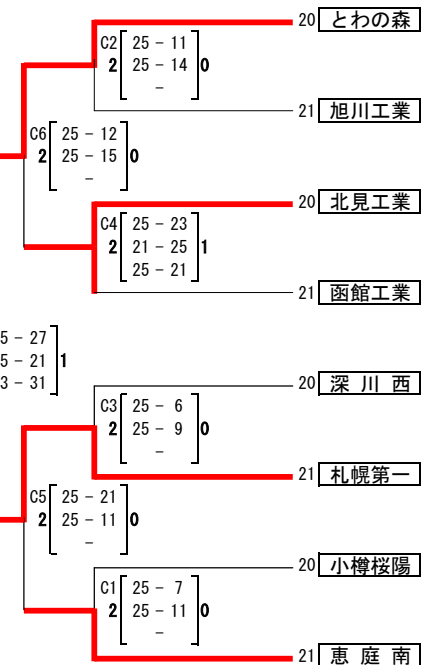 20 とわの森
C2 25 - 11
2 25 - 14 0
-
21 旭川工業
C6 25 - 12
2 25 - 15 0
-
20 北見工業
C4 25 - 23
2 21 - 25 1
25 - 21
21 函館工業
5 - 27
5 - 21 1
3 - 31
20 深川西
C3 25 - 6
2 25 - 9 0
-
21 札幌第一
C5 25 - 21
2 25 - 11 0
-
20 小樽桜陽
C1 25 - 7
2 25 - 11 0
-
21 恵庭南